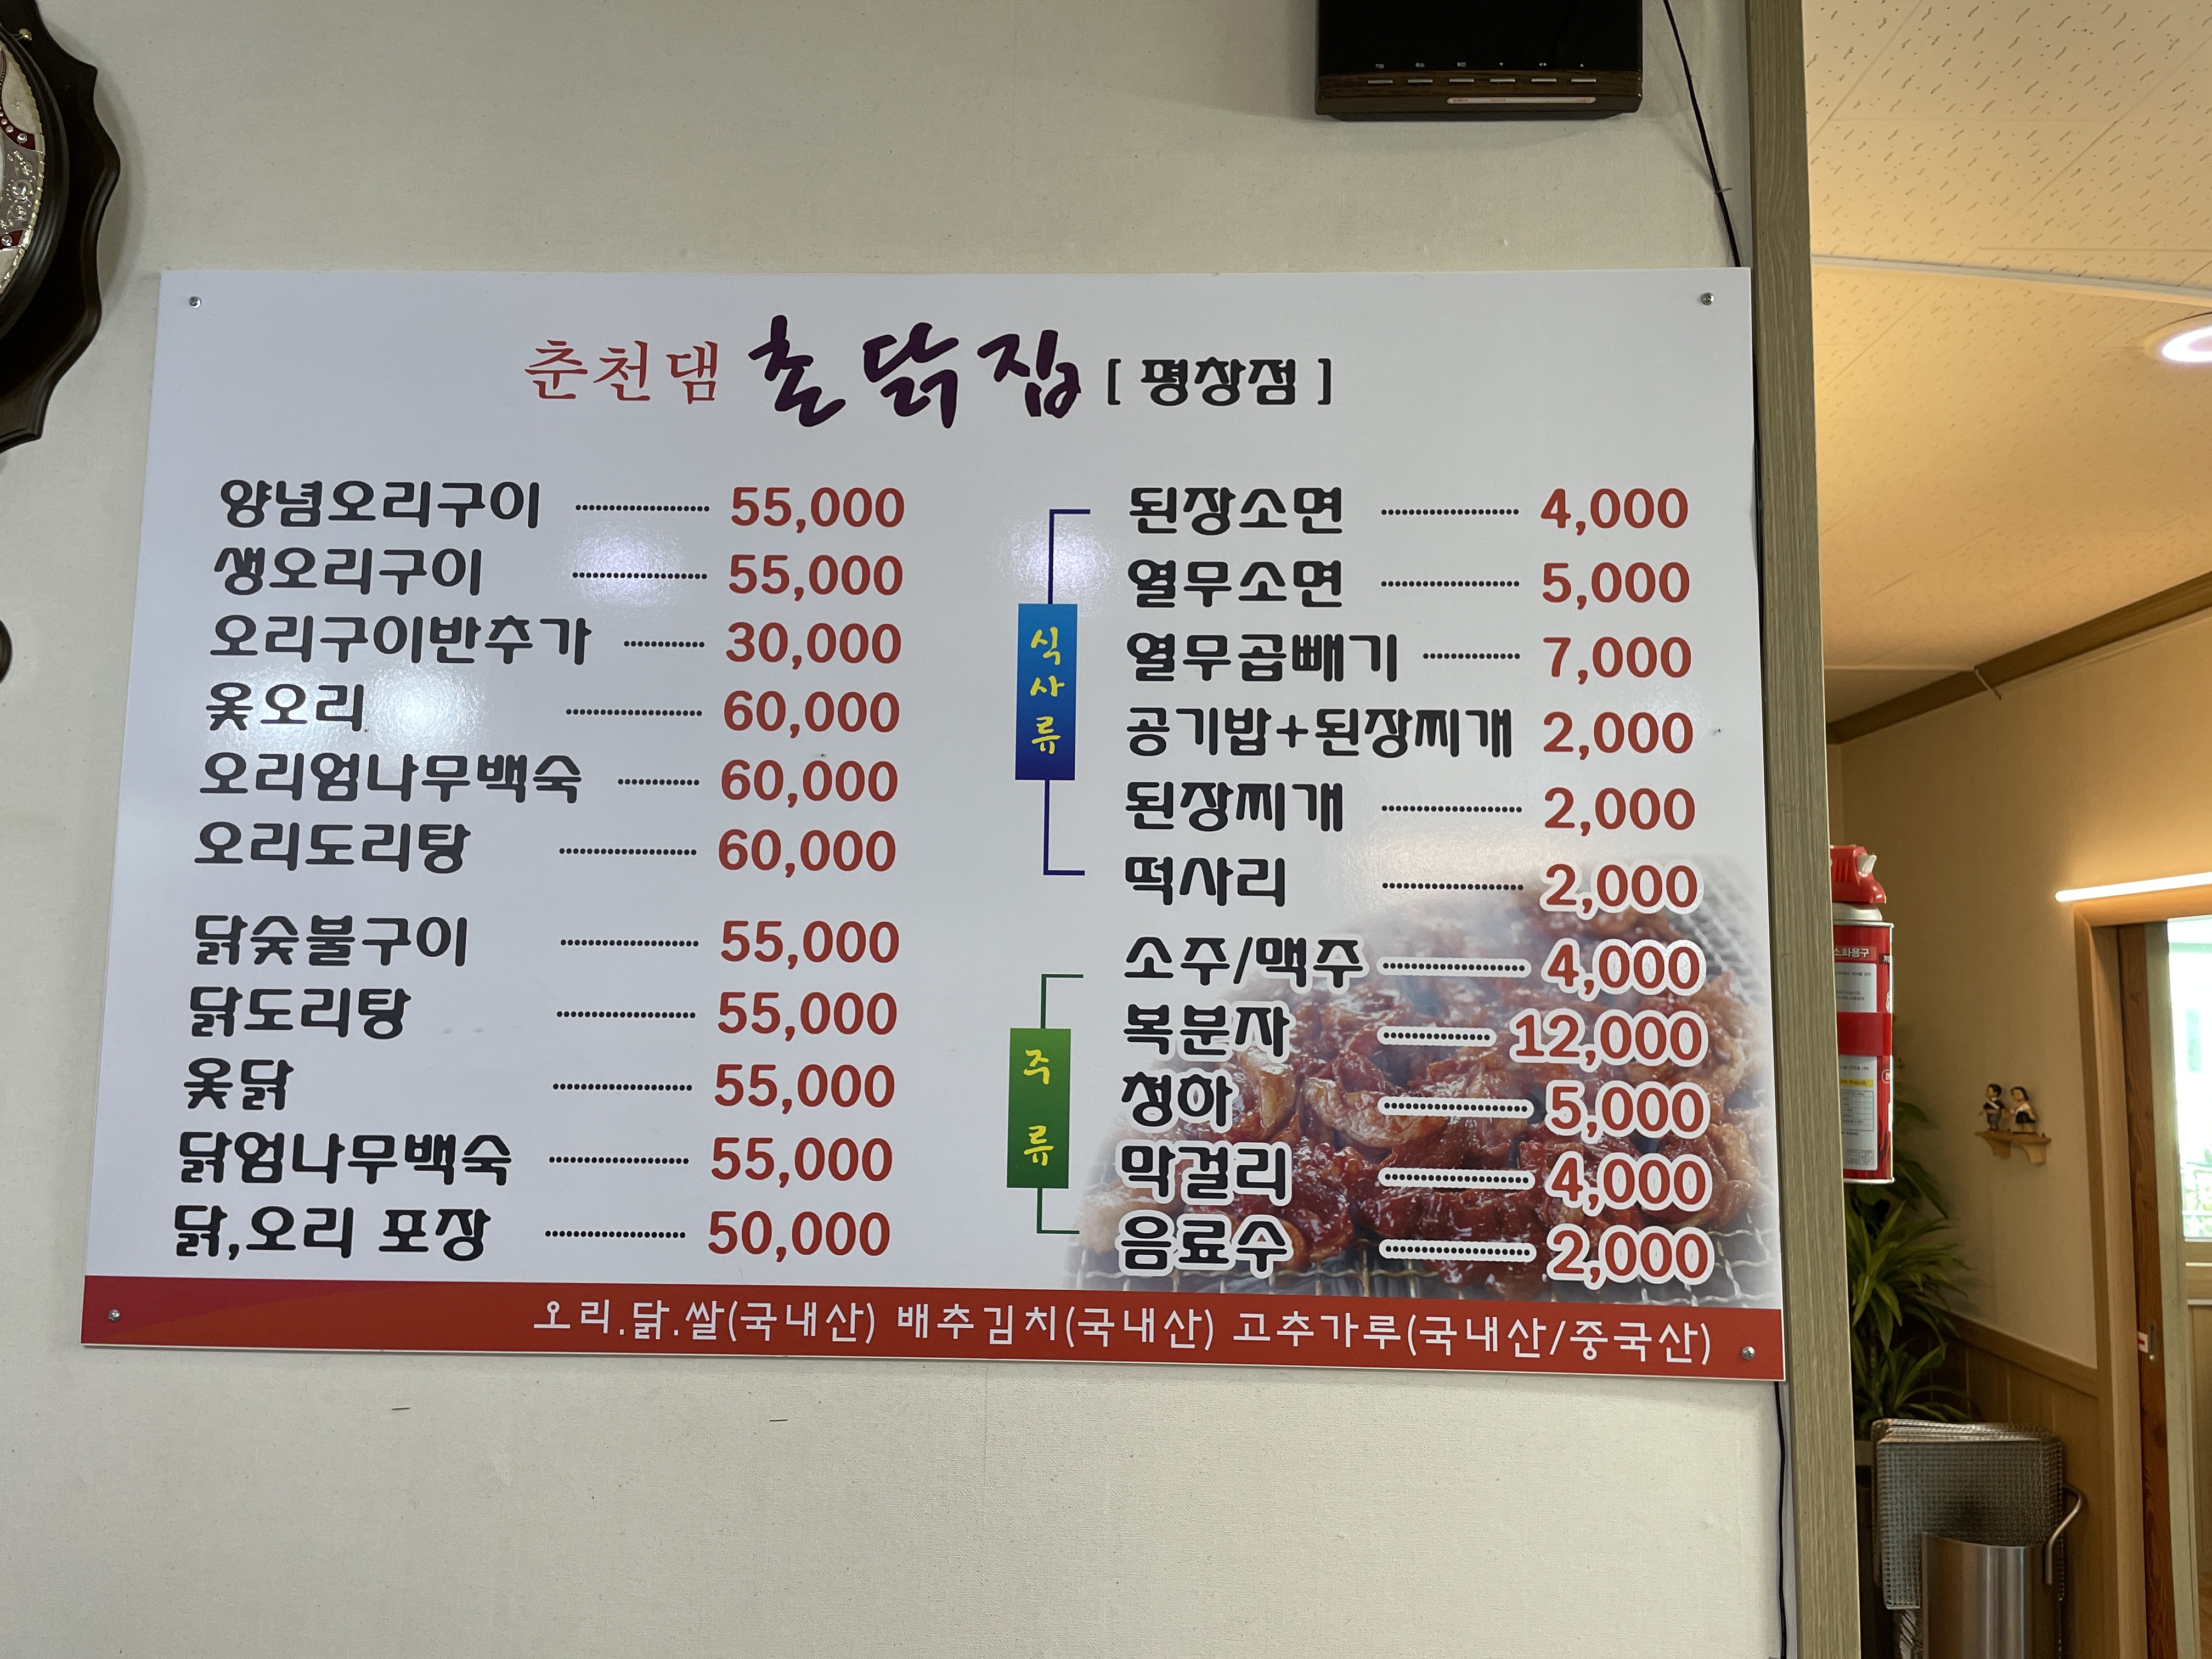 춘천댐 촌닭집 [ 평창점 ]
양념오리구이 55,000
생오리구이 55,000
오리구이반추가 30,000
옻오리 60,000
오리엄나무백숙 60,000
오리도리탕 60,000
닭숯불구이 55,000
닭도리탕 55,000
옻닭 55,000
닭엄나무백숙 55,000
닭,오리 포장 50,000
식사류
된장소면 4,000
열무소면 5,000
열무곱빼기 7,000
공기밥+된장찌개 2,000
된장찌개 2,000
떡사리 2,000
주류
소주/맥주 4,000
복분자 12,000
청하 5,000
막걸리 4,000
음료수 2,000
오리.닭.쌀(국내산) 배추김치(국내산) 고추가루(국내산/중국산)
소화용구